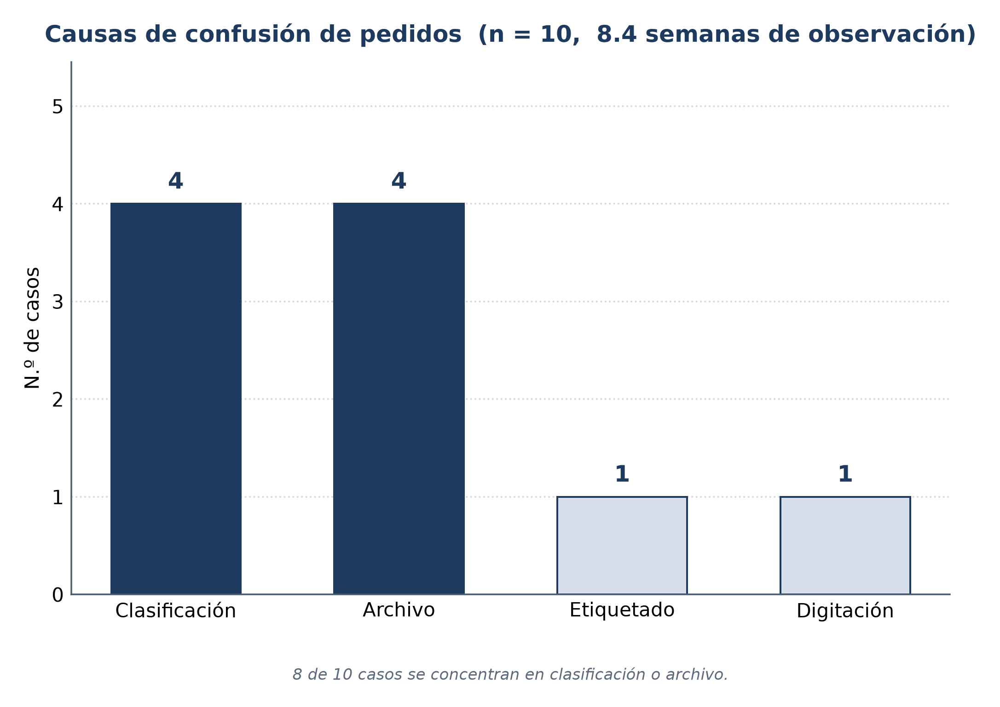 Causas de confusión de pedidos (n = 10, 8.4 semanas de observación)
N.º de casos
5
4
3
2
1
0
4
4
1
1
Clasificación
Archivo
Etiquetado
Digitación
8 de 10 casos se concentran en clasificación o archivo.